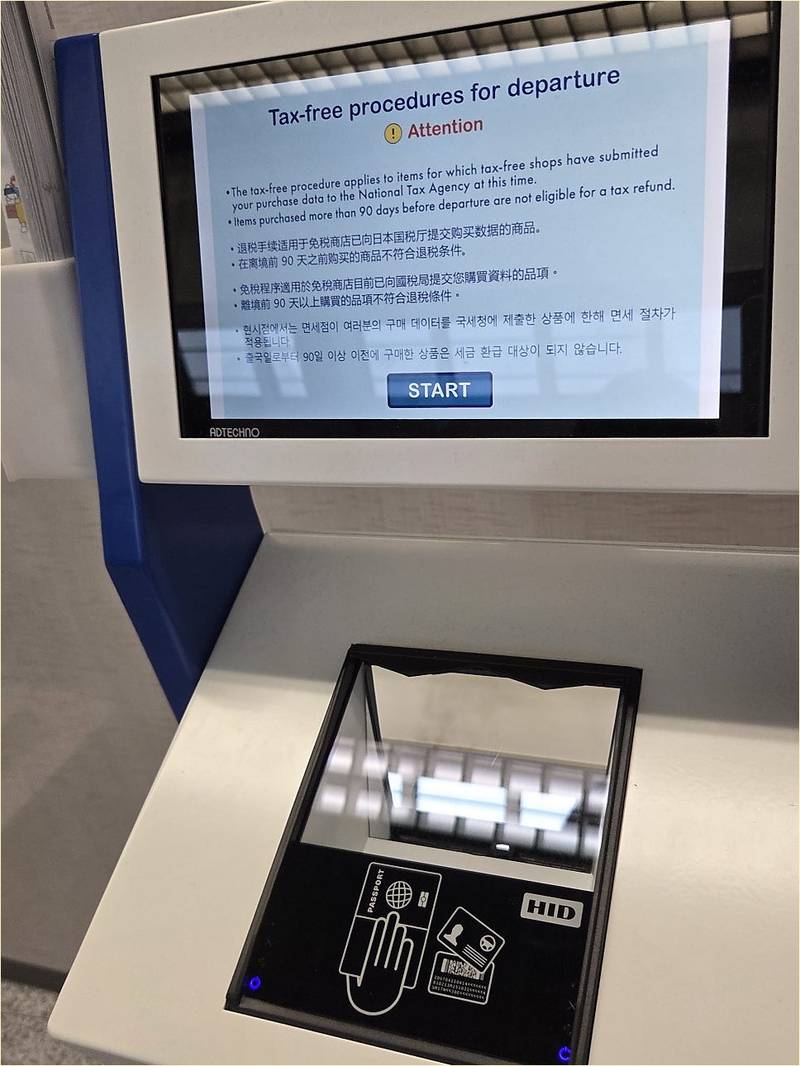 Tax-free procedures for departure
! Attention
•The tax-free procedure applies to items for which tax-free shops have submitted
your purchase data to the National Tax Agency at this time.
•Items purchased more than 90 days before departure are not eligible for a tax refund.
•退税手续适用于免税商店已向日本国税厅提交购买数据的商品。
•在离境前 90 天之前购买的商品不符合退税条件。
•免稅程序適用於免稅商店目前已向國稅局提交您購買資料的品項。
•離境前 90 天以上購買的品項不符合退稅條件。
•현시점에서는 면세점이 여러분의 구매 데이터를 국세청에 제출한 상품에 한해 면세 절차가
적용됩니다.
•출국일로부터 90일 이상 이전에 구매한 상품은 세금 환급 대상이 되지 않습니다.
START
ADTECHNO
PASSPORT
HID